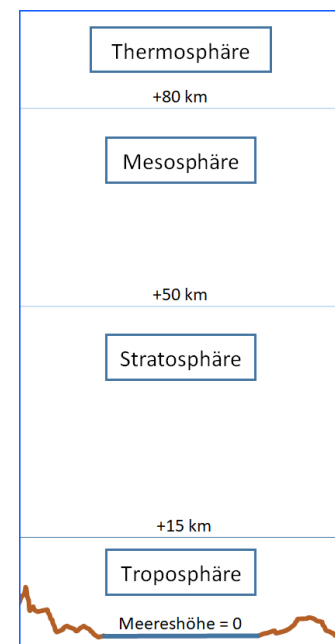 Thermosphäre
+80 km
Mesosphäre
+50 km
Stratosphäre
+15 km
Troposphäre
Meereshöhe = 0